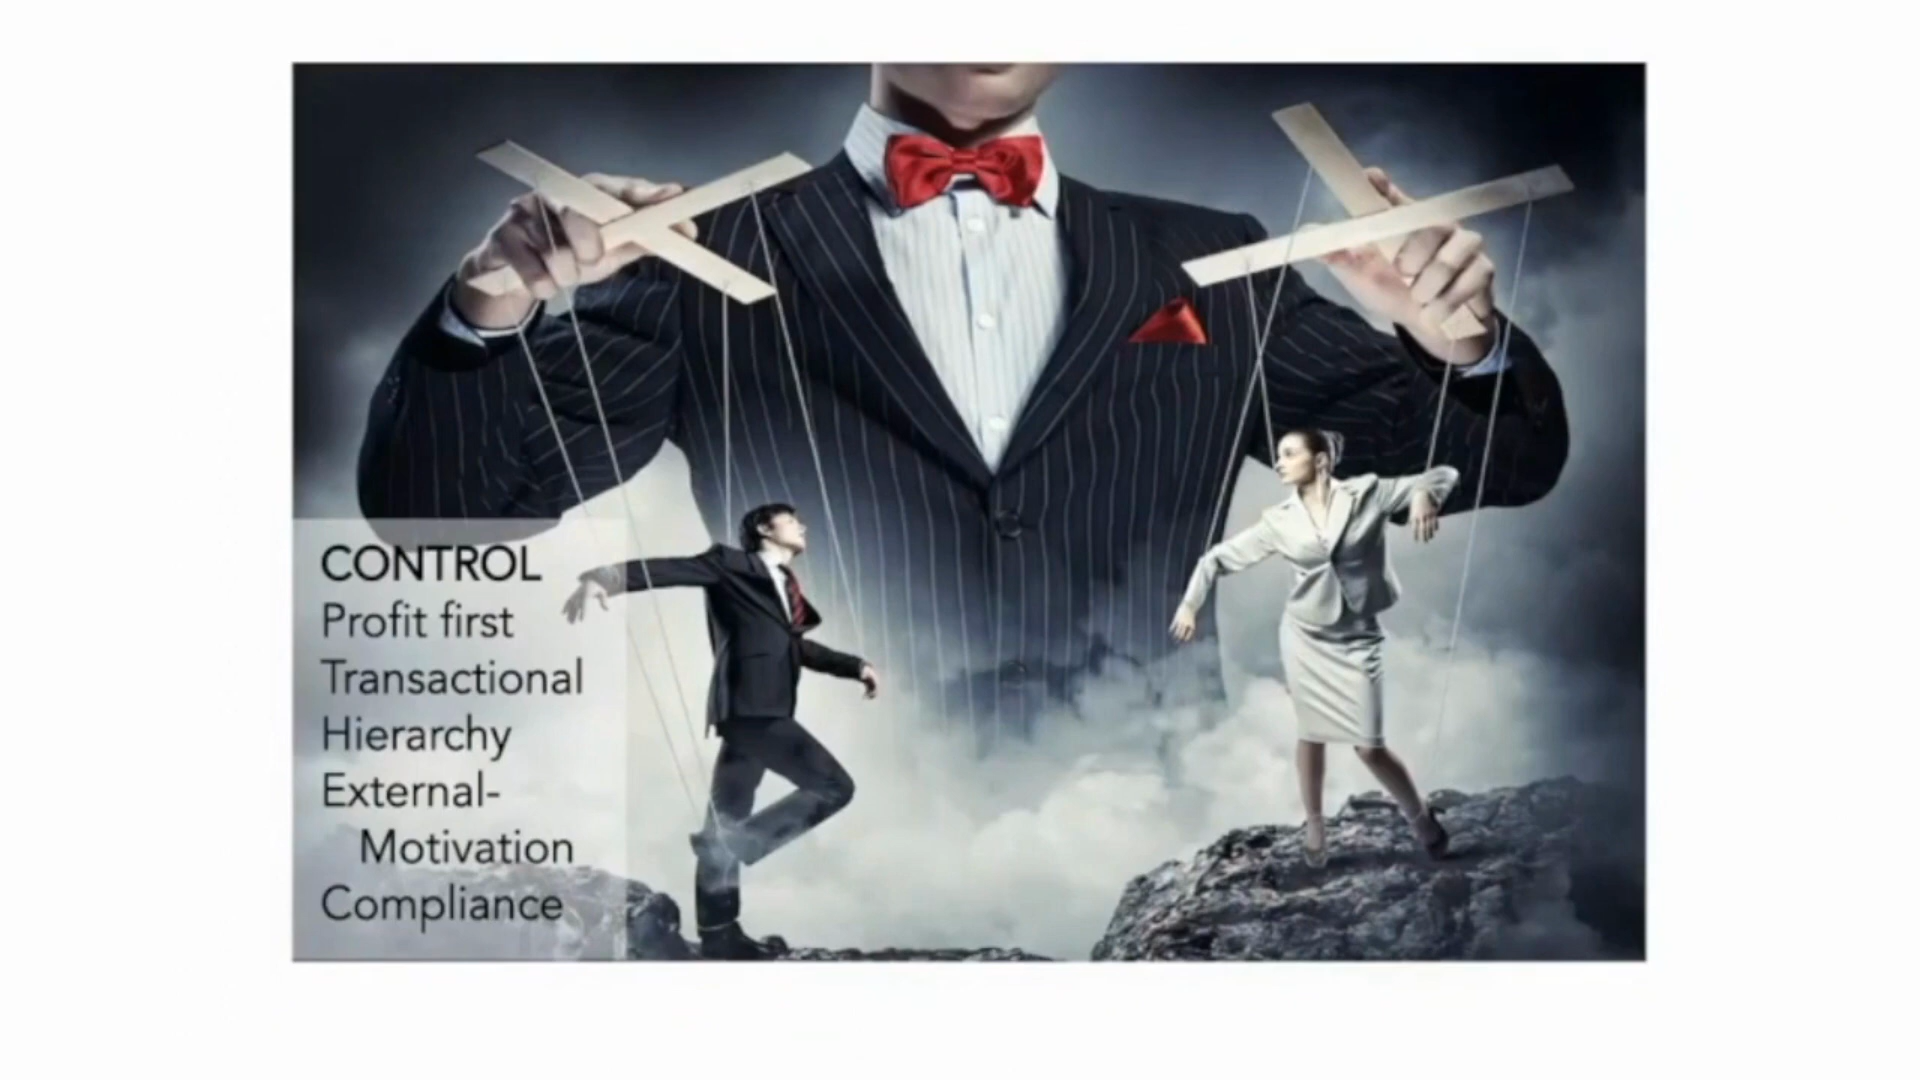 CONTROL
Profit first
Transactional
Hierarchy
External-
Motivation
Compliance